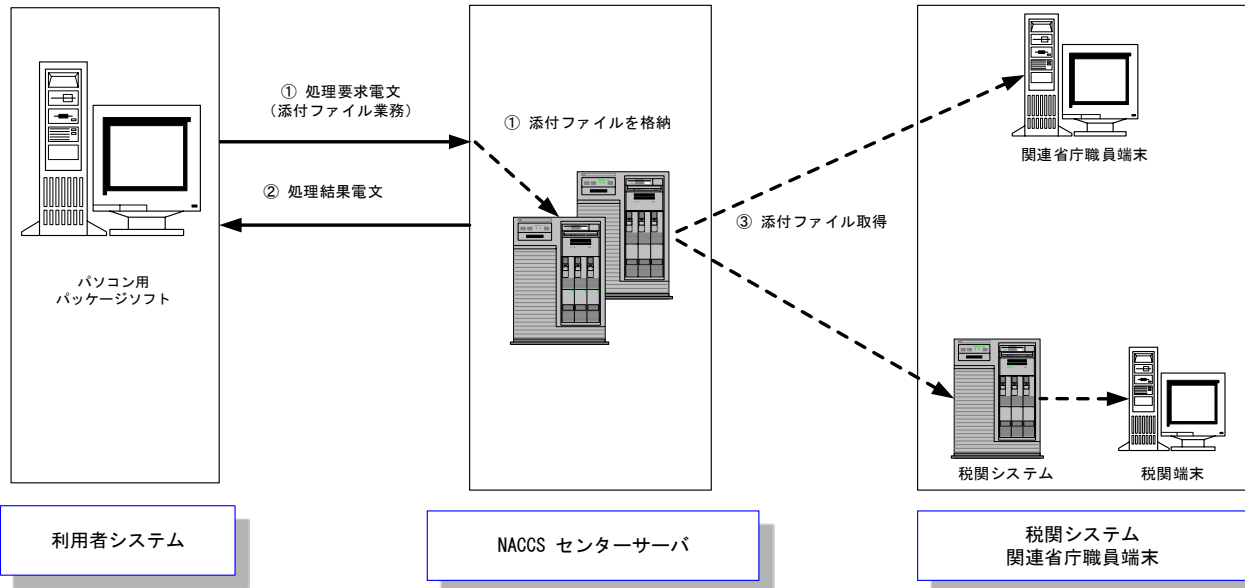 ① 処理要求電文
（添付ファイル業務）
② 処理結果電文
パソコン用
パッケージソフト
① 添付ファイルを格納
③ 添付ファイル取得
関連省庁職員端末
税関システム
税関端末
利用者システム
NACCS センターサーバ
税関システム
関連省庁職員端末